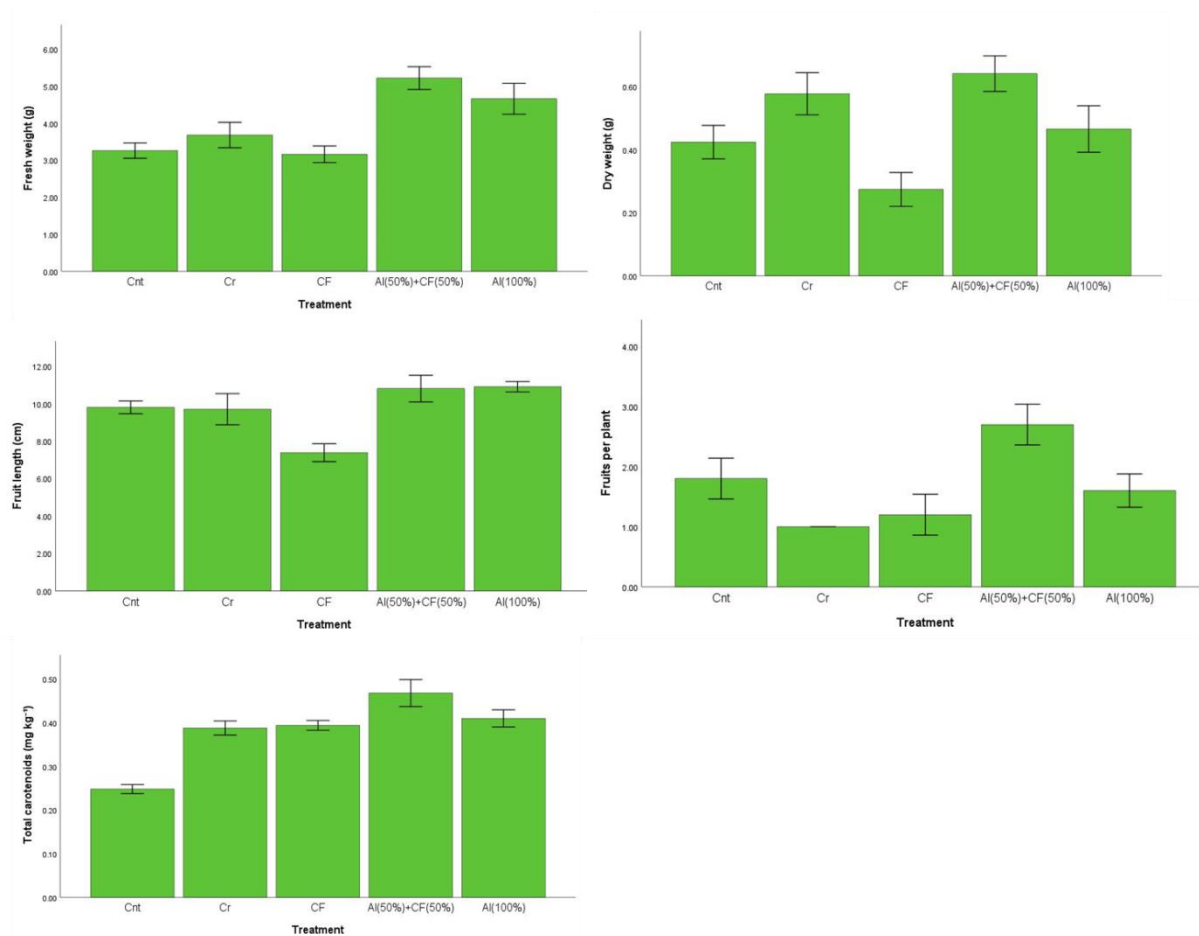 Fresh weight (g)
6.00
5.00
4.00
3.00
2.00
1.00
0.00
Cnt Cr CF Al(50%)+CF(50%) Al(100%)
Treatment
Dry weight (g)
0.60
0.40
0.20
0.00
Cnt Cr CF Al(50%)+CF(50%) Al(100%)
Fruit length (cm)
12.00
10.00
8.00
6.00
4.00
2.00
0.00
Cnt Cr CF Al(50%)+CF(50%) Al(100%)
Treatment
Fruits per plant
4.00
3.00
2.00
1.00
0.00
Cnt Cr CF Al(50%)+CF(50%) Al(100%)
Treatment
Total carotenoids (mg kg⁻¹)
0.50
0.40
0.30
0.20
0.10
0.00
Cnt Cr CF Al(50%)+CF(50%) Al(100%)
Treatment